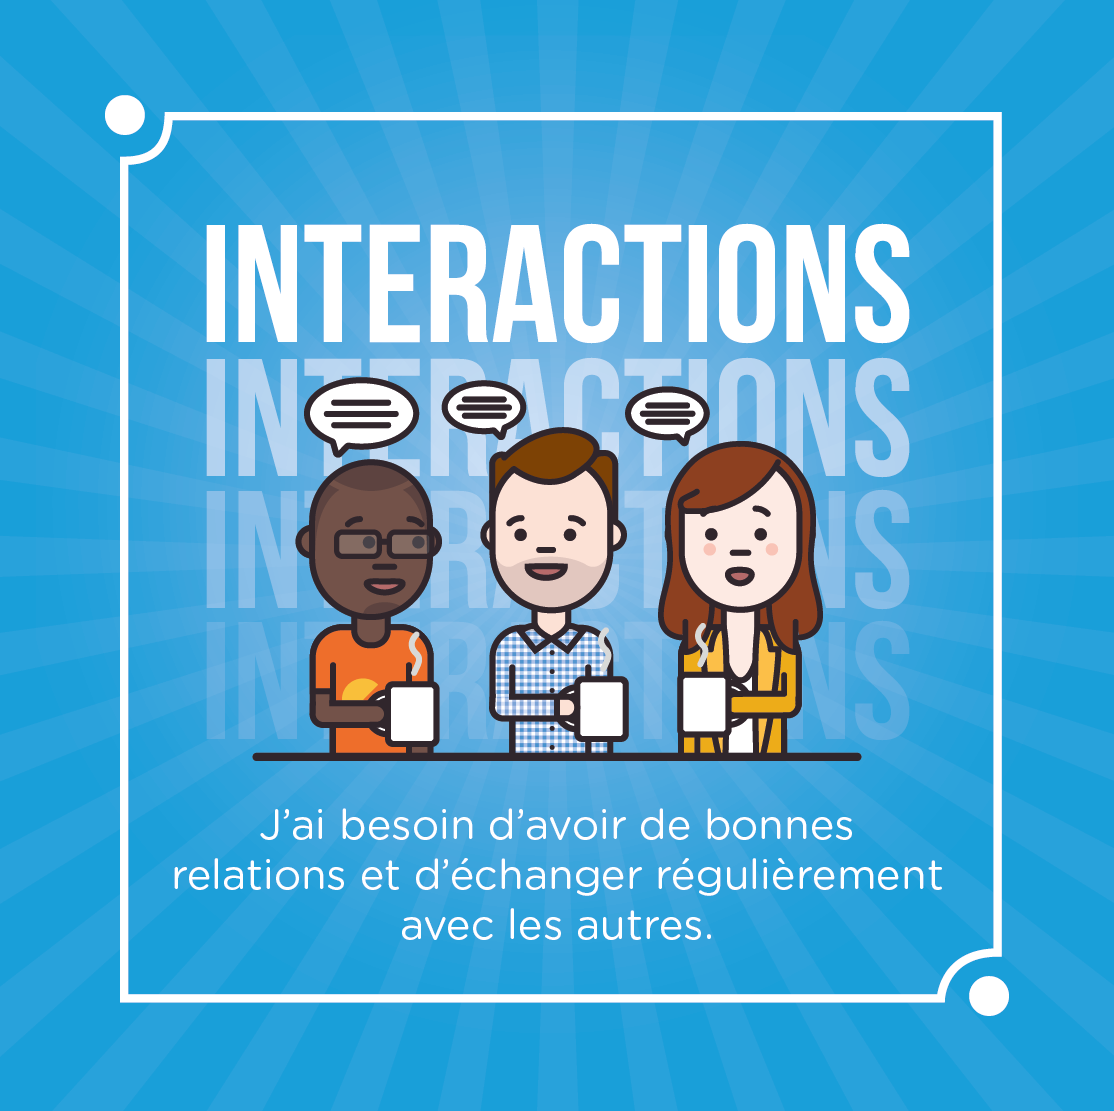 INTERACTIONS
INTERACTIONS
INTERACTIONS
INTERACTIONS
J'ai besoin d'avoir de bonnes
relations et d'échanger régulièrement
avec les autres.